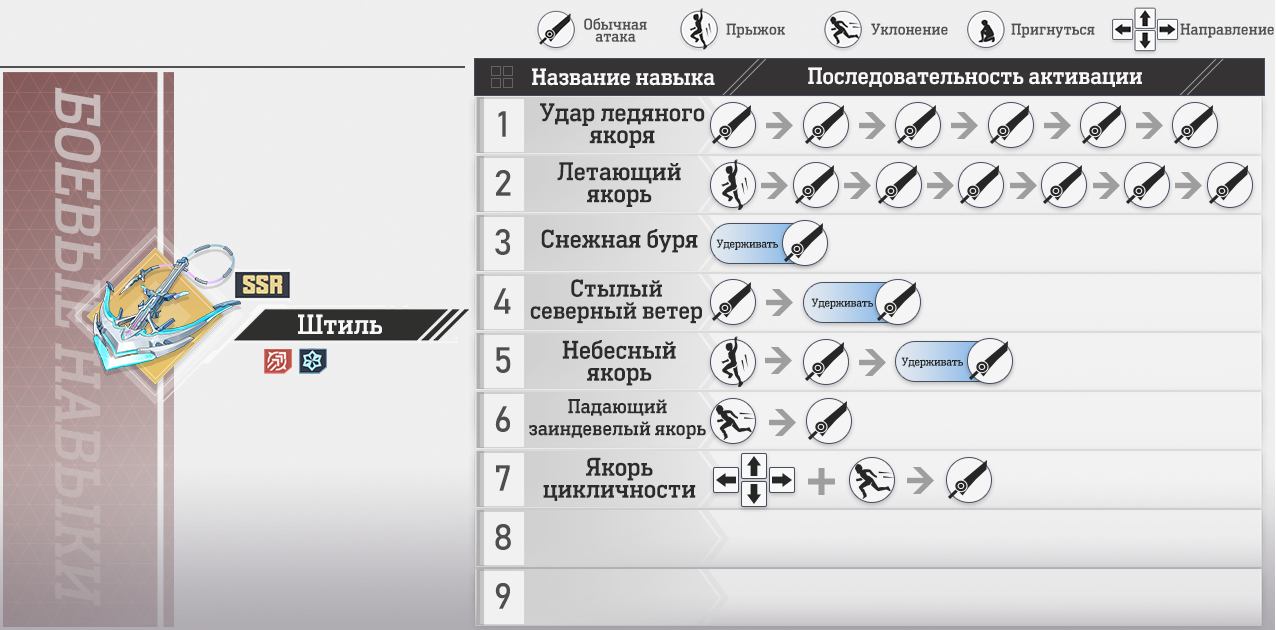 Обычная
атака
Прыжок
Уклонение
Пригнуться
Направление
БОЕВЫЕ НАВЫКИ
SSR
Штиль
Название навыка
Последовательность активации
1
Удар ледяного
якоря
2
Летающий
якорь
3
Снежная буря
Удерживать
4
Стылый
северный ветер
Удерживать
5
Небесный
якорь
Удерживать
6
Падающий
заиндевелый якорь
7
Якорь
цикличности
8
9